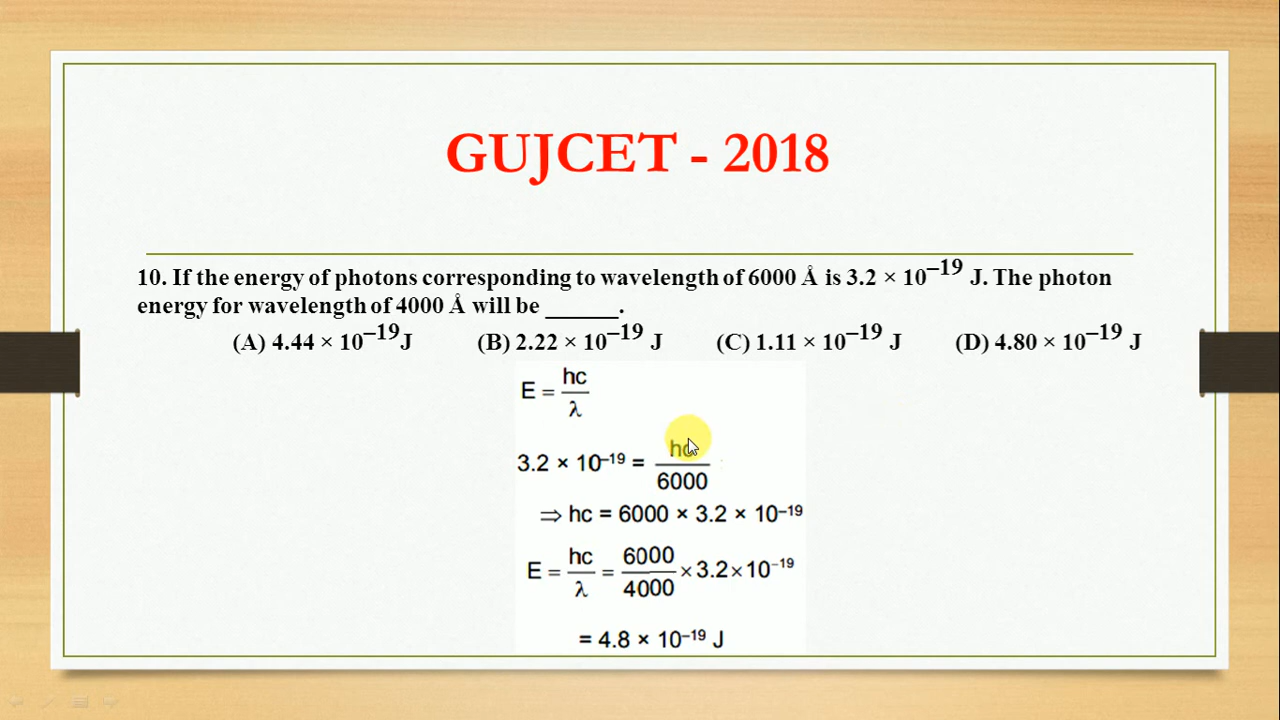 GUJCET - 2018
10. If the energy of photons corresponding to wavelength of 6000 Å is 3.2 × 10⁻¹⁹ J. The photon
energy for wavelength of 4000 Å will be ______.
(A) 4.44 × 10⁻¹⁹J (B) 2.22 × 10⁻¹⁹ J (C) 1.11 × 10⁻¹⁹ J (D) 4.80 × 10⁻¹⁹ J
E = hc/λ
3.2 × 10⁻¹⁹ = hc/6000
⇒ hc = 6000 × 3.2 × 10⁻¹⁹
E = hc/λ = 6000/4000 × 3.2 × 10⁻¹⁹
= 4.8 × 10⁻¹⁹ J